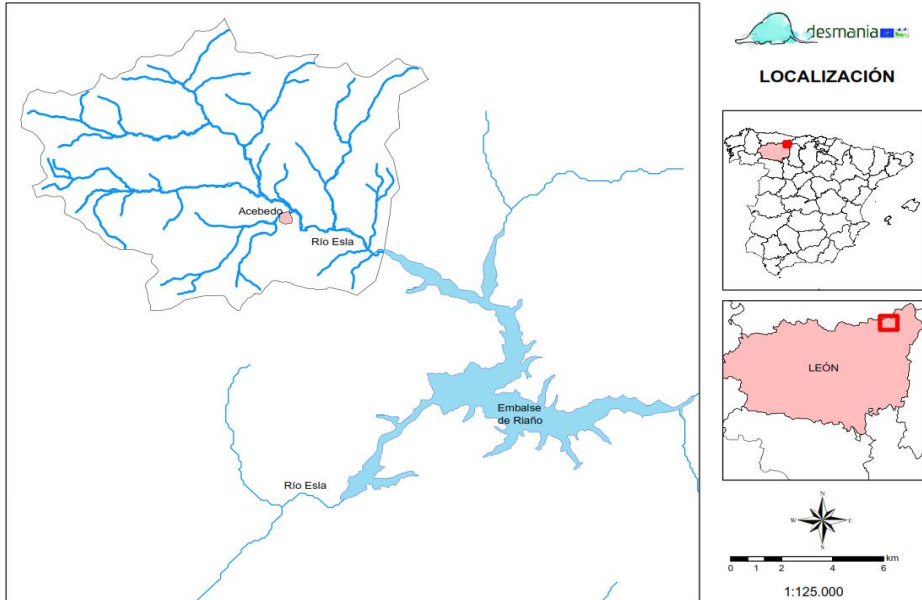 Acebedo
Río Esla
Embalse
de Riaño
Río Esla
desmania
LOCALIZACIÓN
LEÓN
N
W
E
S
km
0 1 2 4 6
1:125.000